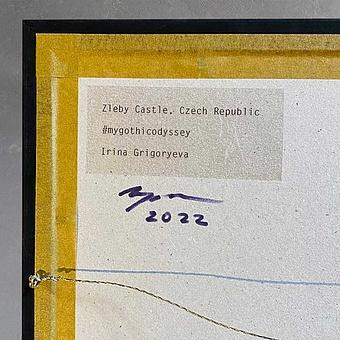 Zleby Castle, Czech Republic
#mygothicodyssey
Irina Grigoryeva
2022